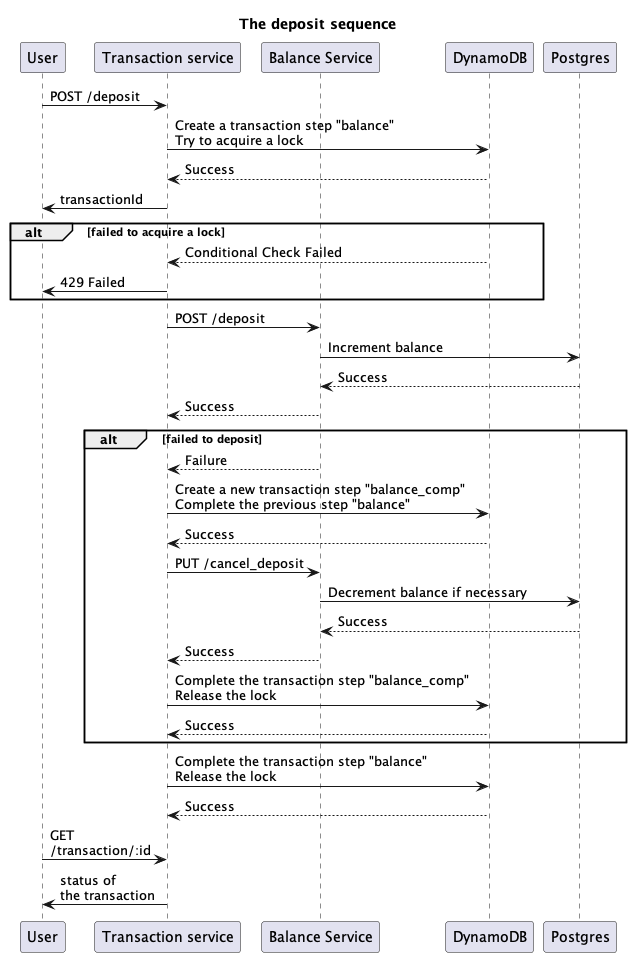 The deposit sequence
User
Transaction service
Balance Service
DynamoDB
Postgres
POST /deposit
Create a transaction step "balance"
Try to acquire a lock
Success
transactionId
alt
[failed to acquire a lock]
Conditional Check Failed
429 Failed
POST /deposit
Increment balance
Success
Success
alt
[failed to deposit]
Failure
Create a new transaction step "balance_comp"
Complete the previous step "balance"
Success
PUT /cancel_deposit
Decrement balance if necessary
Success
Success
Complete the transaction step "balance_comp"
Release the lock
Success
Complete the transaction step "balance"
Release the lock
Success
GET
/transaction/:id
status of
the transaction
User
Transaction service
Balance Service
DynamoDB
Postgres